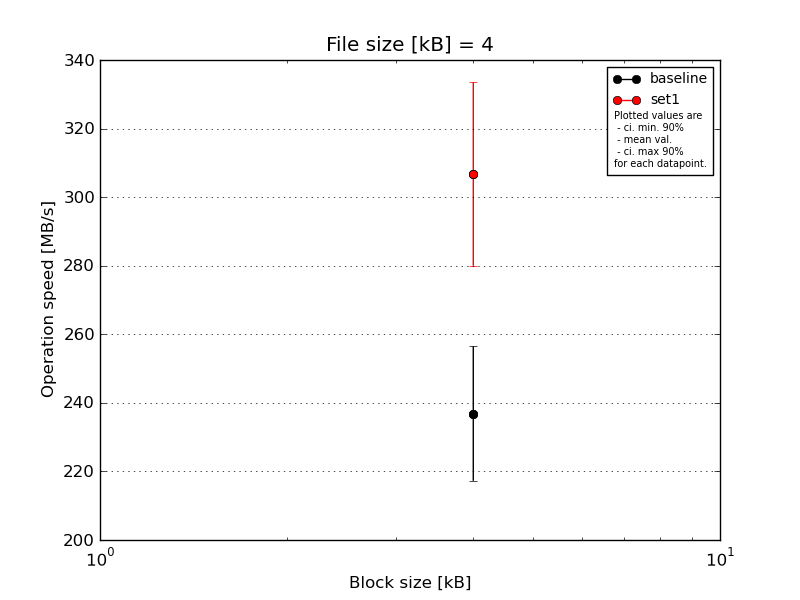 File size [kB] = 4
340
320
300
280
260
240
220
200
Operation speed [MB/s]
baseline
set1
Plotted values are
- ci. min. 90%
- mean val.
- ci. max 90%
for each datapoint.
10^0
10^1
Block size [kB]